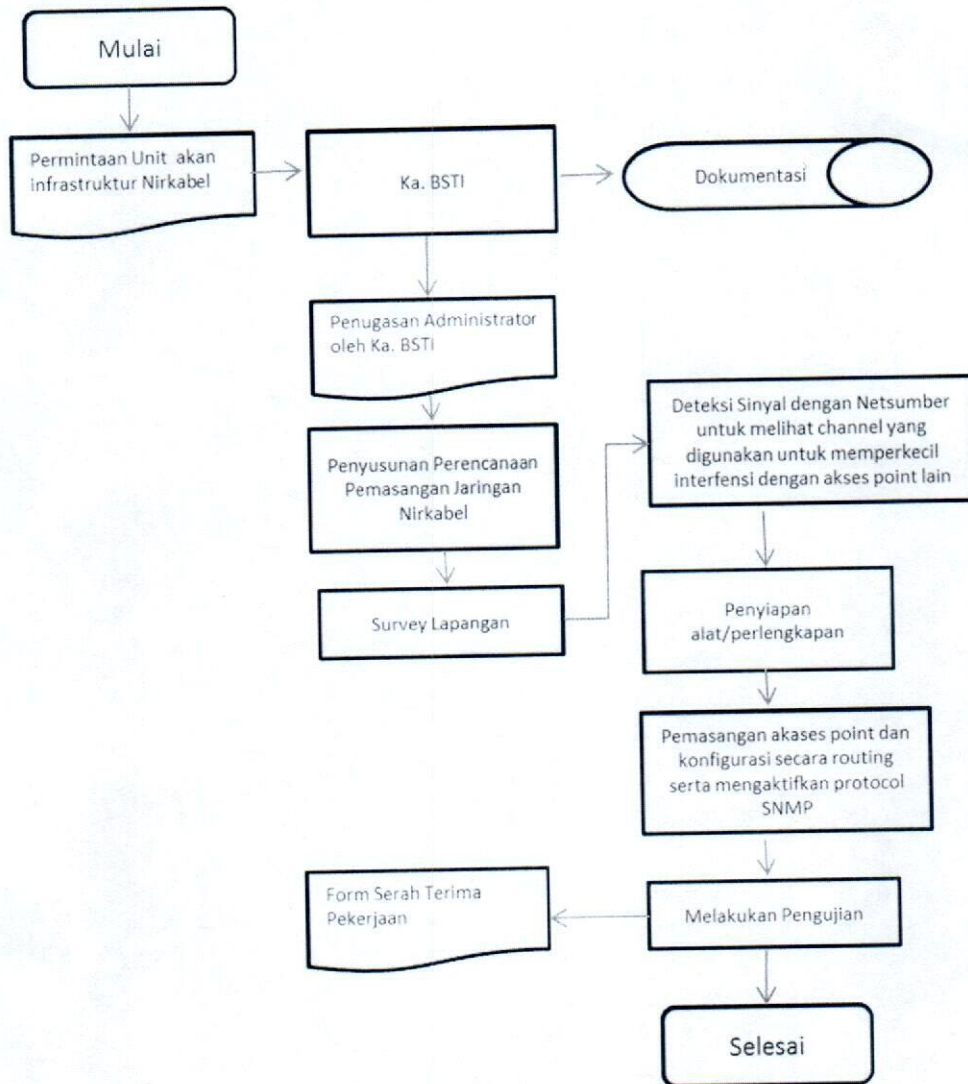 Mulai
Permintaan Unit akan
infrastruktur Nirkabel
Ka. BSTI
Dokumentasi
Penugasan Administrator
oleh Ka. BSTI
Penyusunan Perencanaan
Pemasangan Jaringan
Nirkabel
Survey Lapangan
Deteksi Sinyal dengan Netsumber
untuk melihat channel yang
digunakan untuk memperkecil
interfensi dengan akses point lain
Penyiapan
alat/perlengkapan
Pemasangan akases point dan
konfigurasi secara routing
serta mengaktifkan protocol
SNMP
Melakukan Pengujian
Form Serah Terima
Pekerjaan
Selesai